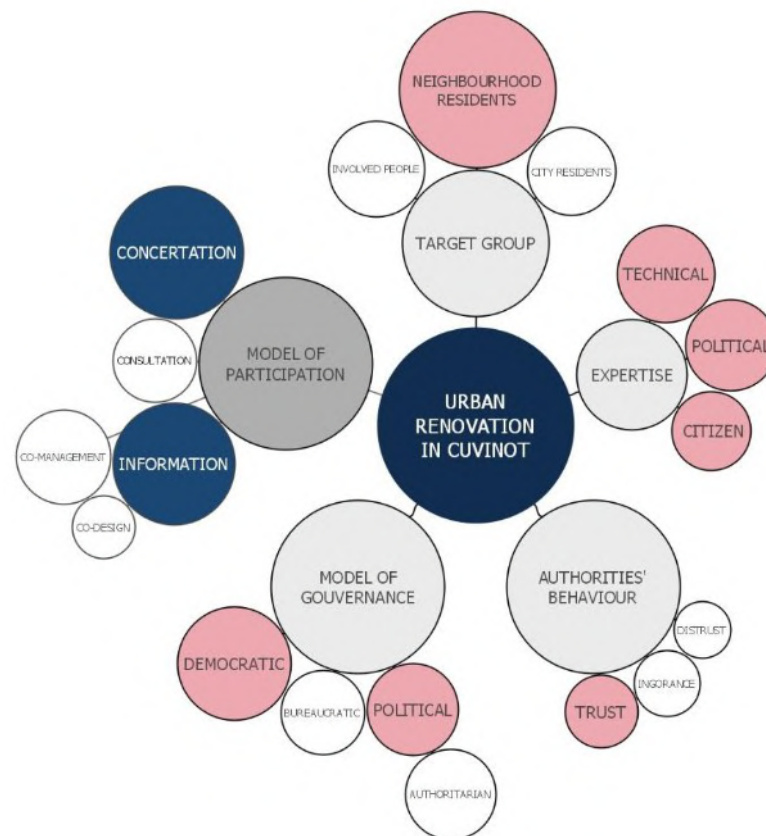 NEIGHBOURHOOD
RESIDENTS
INVOLVED PEOPLE
CITY RESIDENTS
TARGET GROUP
CONCERTATION
CONSULTATION
MODEL OF
PARTICIPATION
CO-MANAGEMENT
INFORMATION
CO-DESIGN
TECHNICAL
POLITICAL
EXPERTISE
CITIZEN
URBAN
RENOVATION
IN CUVINOT
MODEL OF
GOUVERNANCE
DEMOCRATIC
BUREAUCRATIC
POLITICAL
AUTHORITARIAN
AUTHORITIES'
BEHAVIOUR
DISTRUST
INGORANCE
TRUST